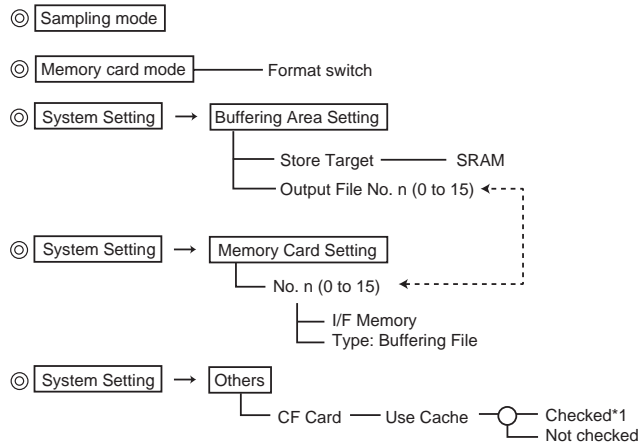 Sampling mode
Memory card mode Format switch
System Setting → Buffering Area Setting
Store Target SRAM
Output File No. n (0 to 15)
System Setting → Memory Card Setting
No. n (0 to 15)
I/F Memory
Type: Buffering File
System Setting → Others
CF Card Use Cache Checked*1
Not checked